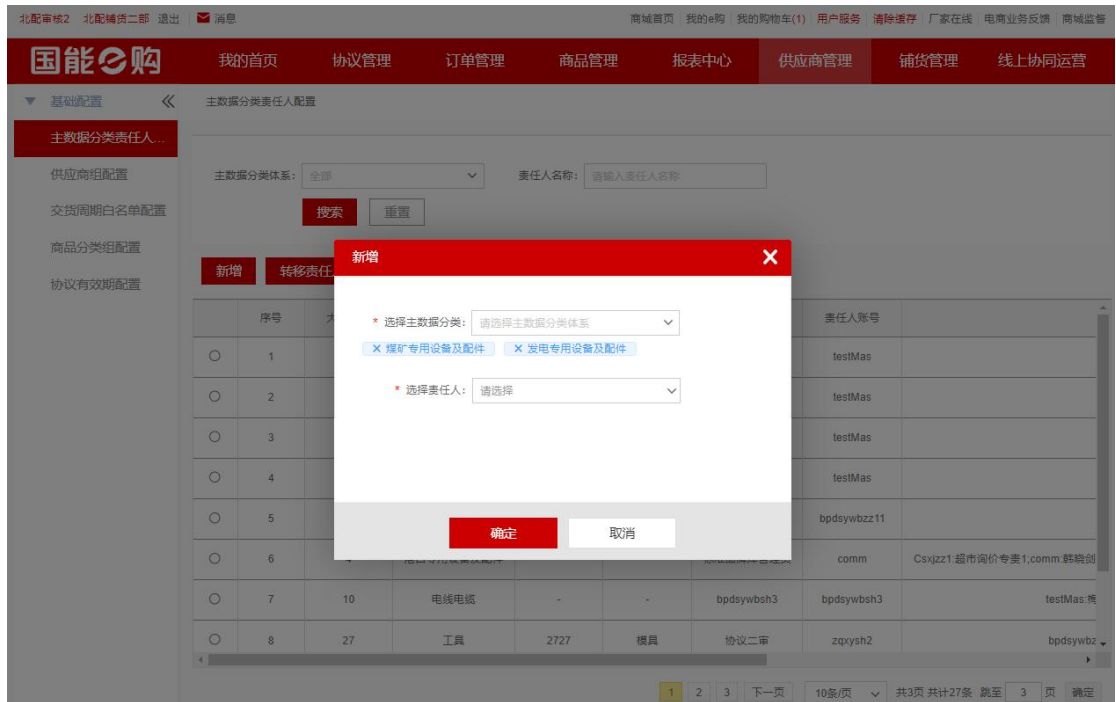 北配审核2 北配铺货二部 退出 消息 商城首页 我的e购 我的购物车(1) 用户服务 清除缓存 厂家在线 电商业务反馈 商城监督
国能e购 我的首页 协议管理 订单管理 商品管理 报表中心 供应商管理 铺货管理 线上协同运营
基础配置 主数据分类责任人配置
主数据分类责任人...
供应商组配置
交货周期白名单配置
商品分类组配置
协议有效期配置
主数据分类体系: 全部 责任人名称: 请输入责任人名称
搜索 重置
新增 转移责任
新增
* 选择主数据分类: 请选择主数据分类体系
× 煤矿专用设备及配件 × 发电专用设备及配件
* 选择责任人: 请选择
确定 取消
序号 责任人账号
1 testMas
2 testMas
3 testMas
4 testMas
5 bpdsywbzz11
6 comm Csxjzz1:超市询价专责1;comm:韩晓剑
7 10 电线电缆 - - bpdsywbsh3 bpdsywbsh3 testMas:
8 27 工具 2727 模具 协议二审 zqxysh2 bpdsywbz
1 2 3 下一页 10条/页 共3页 共计27条 跳至 3 页 确定